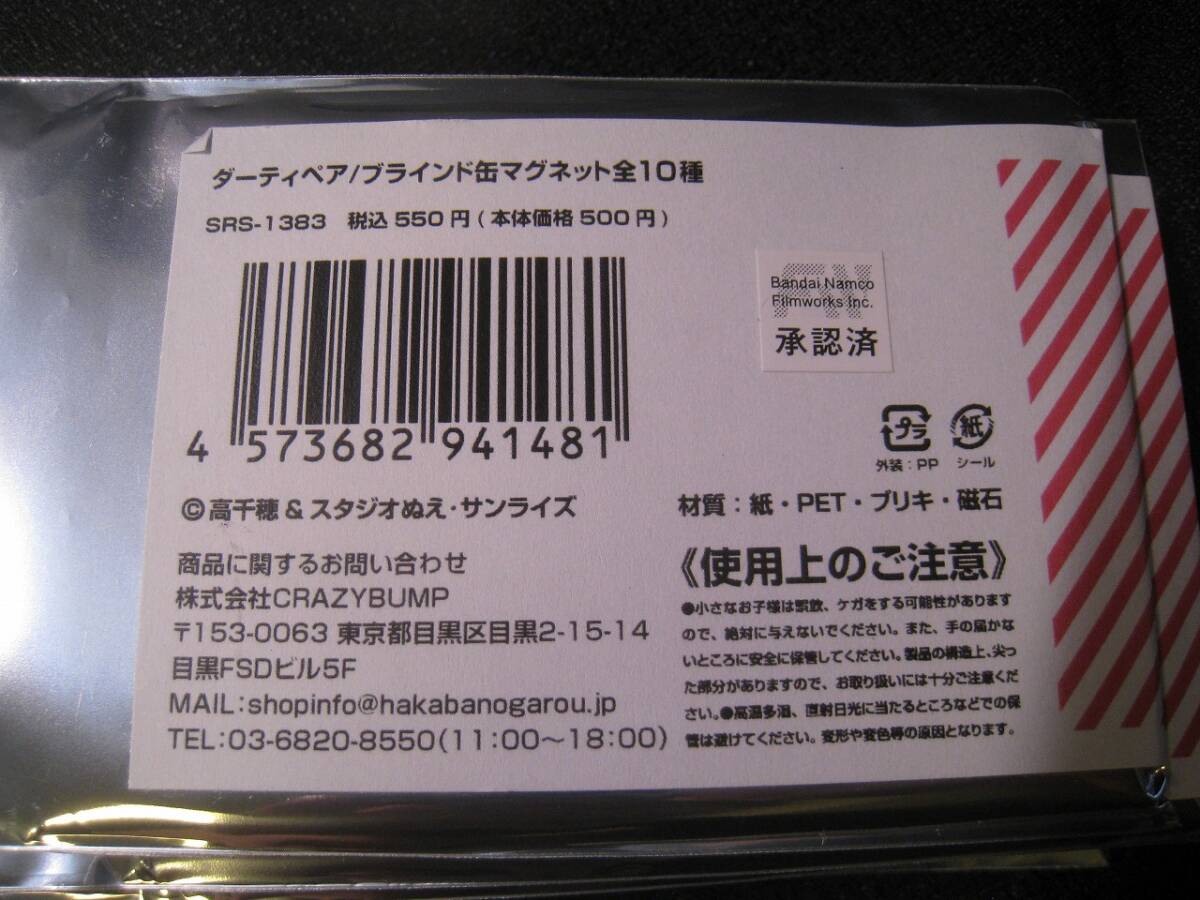 ダーティペア/ブラインド缶マグネット全10種
SRS-1383 税込550円(本体価格500円)
Bandai Namco
Filmworks Inc.
承認済
4 573682 941481
プラ
紙
外装:PP
シール
©高千穂&スタジオぬえ・サンライズ
材質:紙・PET・ブリキ・磁石
商品に関するお問い合わせ
株式会社CRAZYBUMP
〒153-0063 東京都目黒区目黒2-15-14
目黒FSDビル5F
MAIL:shopinfo@hakabanogarou.jp
TEL:03-6820-8550(11:00〜18:00)
《使用上のご注意》
●小さなお子様は誤飲、ケガをする可能性があります
ので、絶対に与えないでください。また、手の届かな
いところに安全に保管してください。製品の構造上、尖っ
た部分がありますので、お取り扱いには十分ご注意くだ
さい。●高温多湿、直射日光に当たるところなどでの保
管は避けてください。変形や変色等の原因となります。